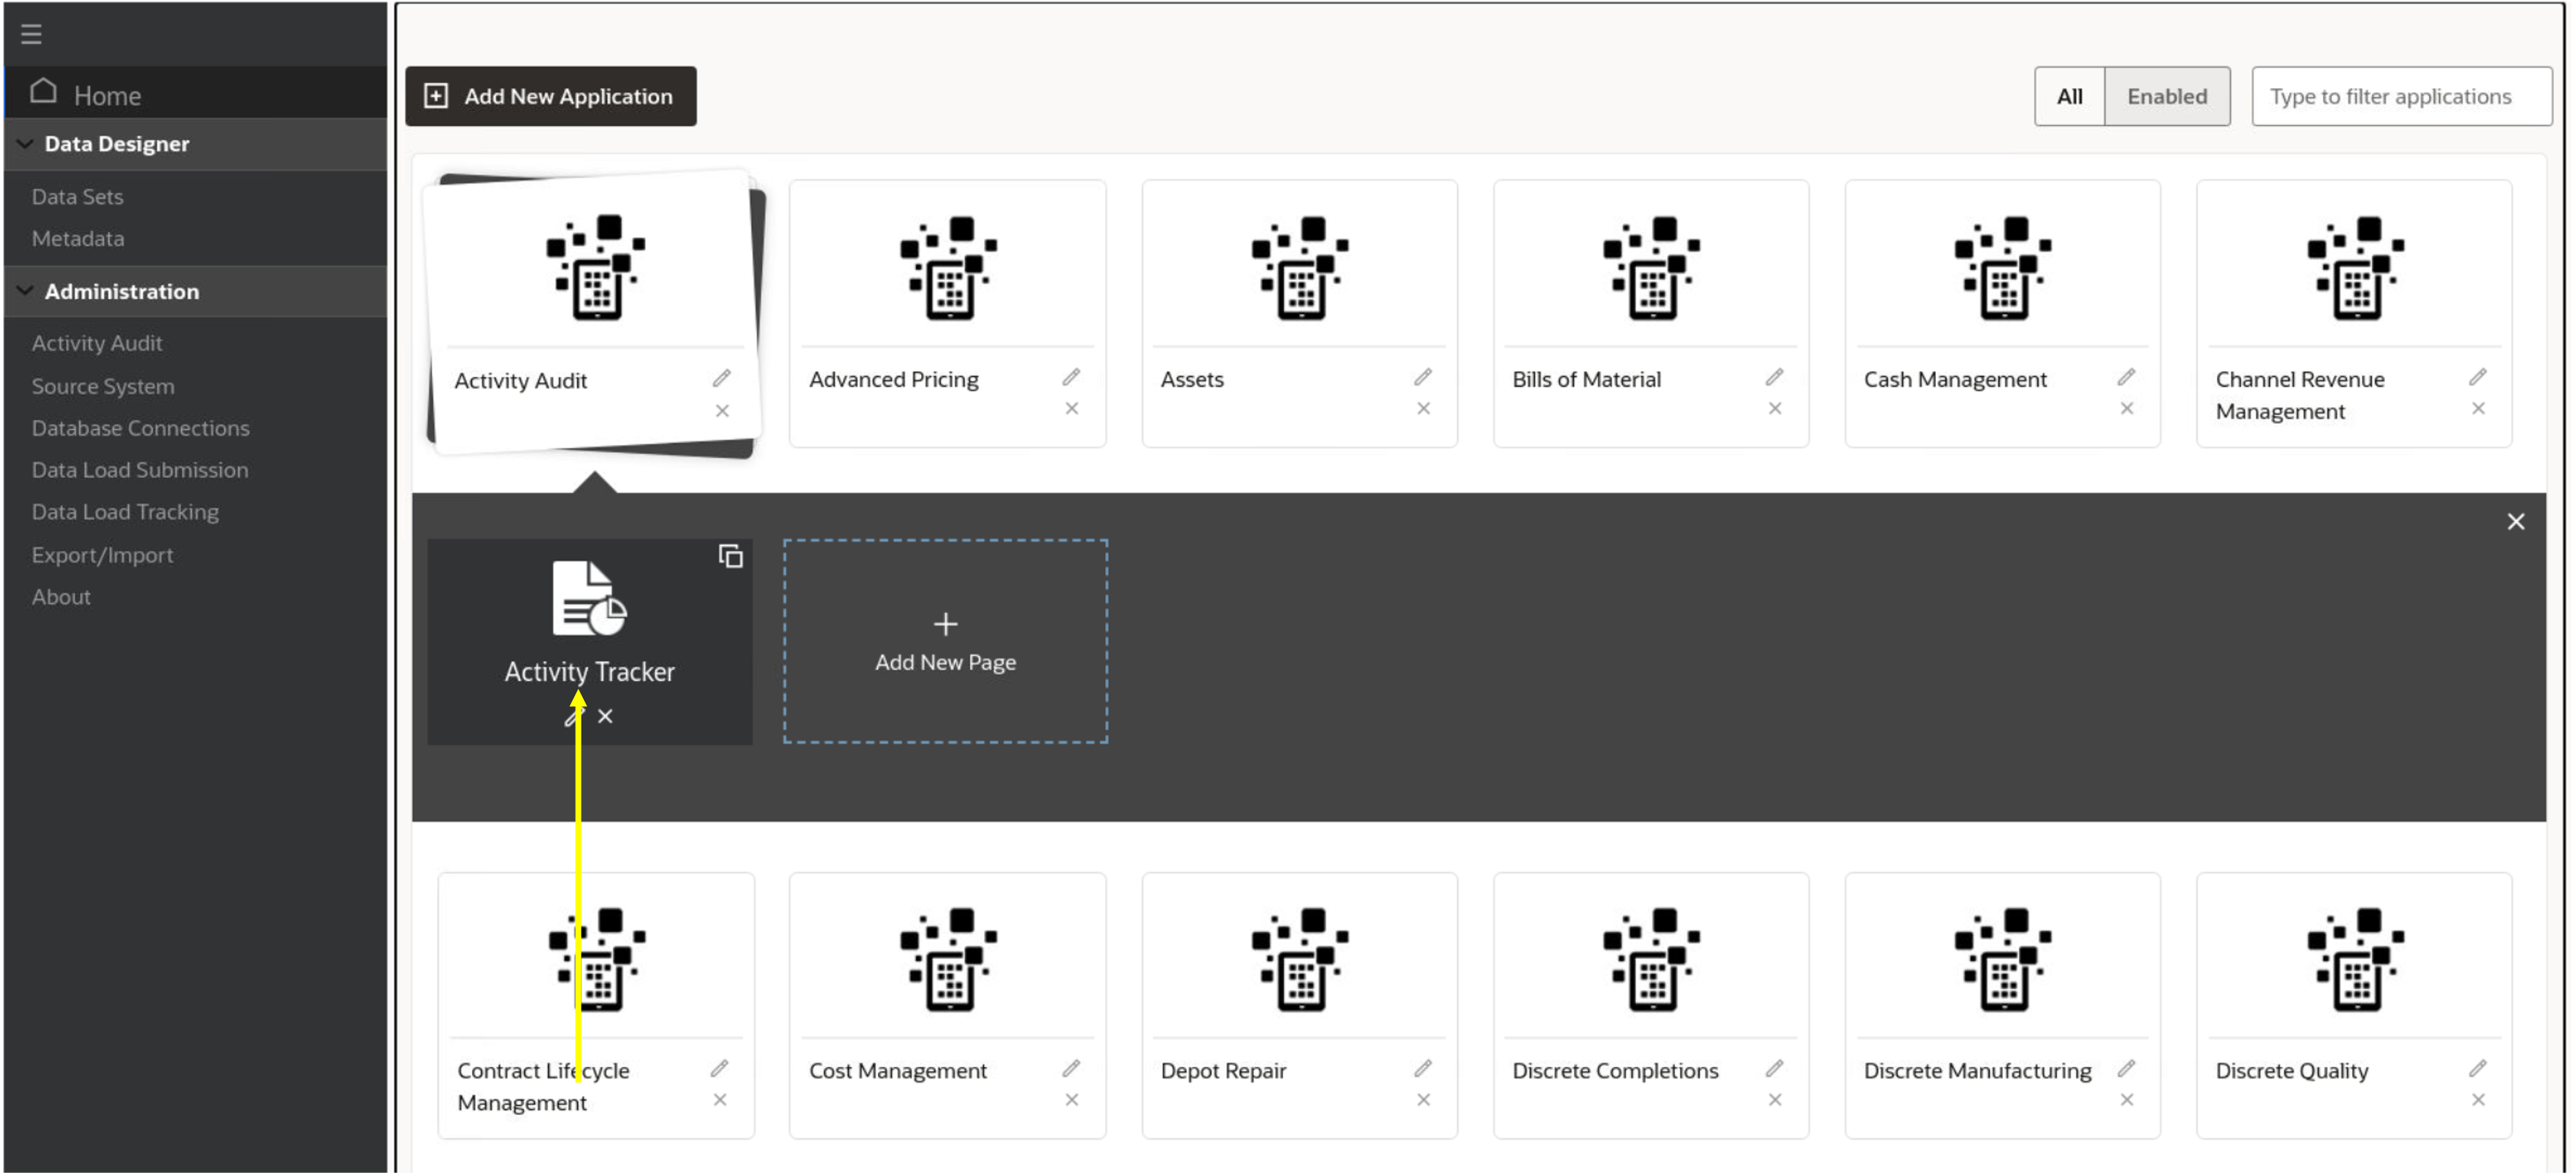 Home
Data Designer
Data Sets
Metadata
Administration
Activity Audit
Source System
Database Connections
Data Load Submission
Data Load Tracking
Export/Import
About
Add New Application
All
Enabled
Type to filter applications
Activity Audit
Advanced Pricing
Assets
Bills of Material
Cash Management
Channel Revenue
Management
Activity Tracker
Add New Page
Contract Lifecycle
Management
Cost Management
Depot Repair
Discrete Completions
Discrete Manufacturing
Discrete Quality